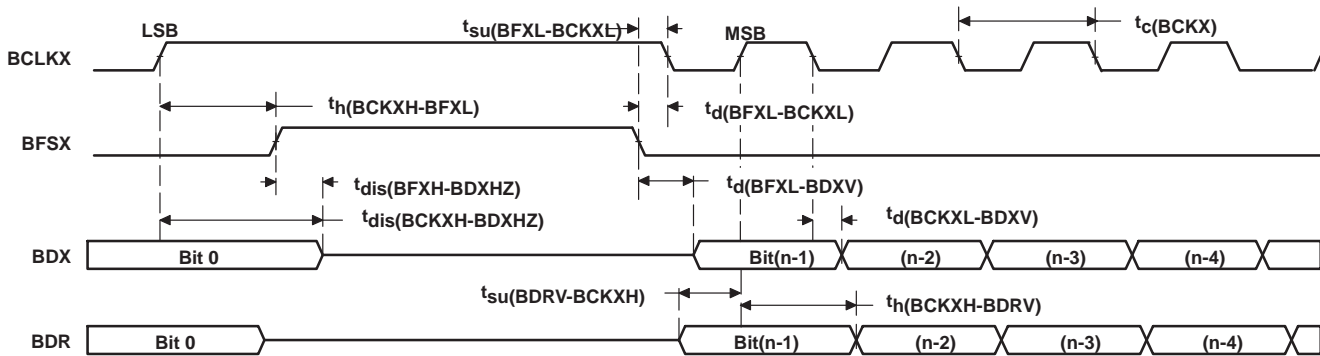 LSB
tsu(BFXL-BCKXL)
MSB
tc(BCKX)
BCLKX
th(BCKXH-BFXL)
td(BFXL-BCKXL)
BFSX
tdis(BFXH-BDXHZ)
td(BFXL-BDXV)
tdis(BCKXH-BDXHZ)
td(BCKXL-BDXV)
BDX Bit 0 Bit(n-1) (n-2) (n-3) (n-4)
tsu(BDRV-BCKXH)
th(BCKXH-BDRV)
BDR Bit 0 Bit(n-1) (n-2) (n-3) (n-4)